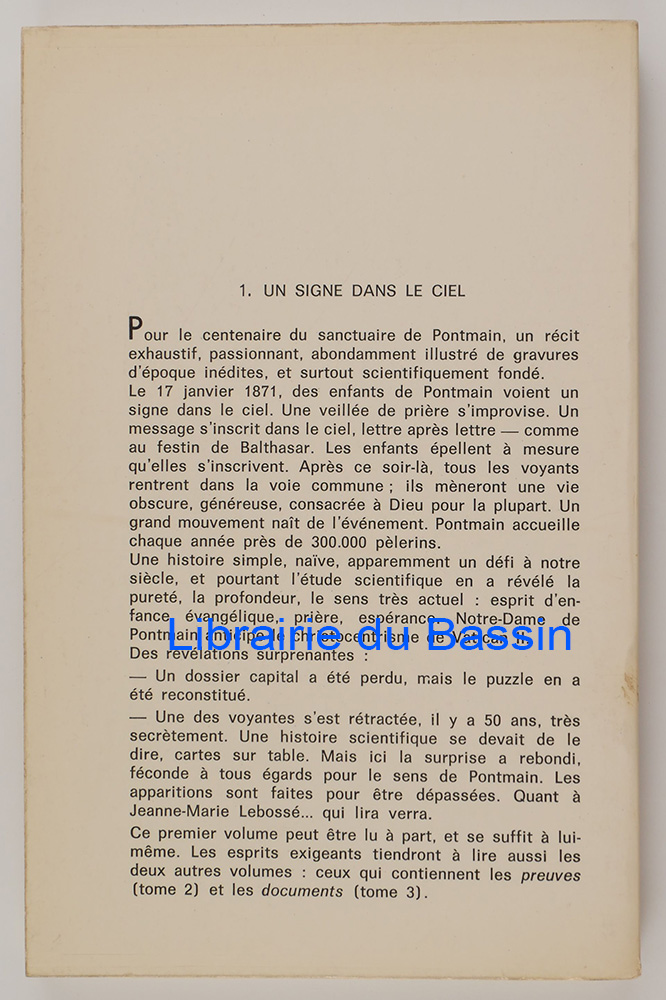 1. UN SIGNE DANS LE CIEL
Pour le centenaire du sanctuaire de Pontmain, un récit
exhaustif, passionnant, abondamment illustré de gravures
d'époque inédites, et surtout scientifiquement fondé.
Le 17 janvier 1871, des enfants de Pontmain voient un
signe dans le ciel. Une veillée de prière s'improvise. Un
message s'inscrit dans le ciel, lettre après lettre — comme
au festin de Balthasar. Les enfants épellent à mesure
qu'elles s'inscrivent. Après ce soir-là, tous les voyants
rentrent dans la voie commune ; ils mèneront une vie
obscure, généreuse, consacrée à Dieu pour la plupart. Un
grand mouvement naît de l'événement. Pontmain accueille
chaque année près de 300.000 pèlerins.
Une histoire simple, naïve, apparemment un défi à notre
siècle, et pourtant l'étude scientifique en a révélé la
pureté, la profondeur, le sens très actuel : esprit d'en-
fance évangélique, prière, espérance. Notre-Dame de
Pontmain anticipe le christocentrisme de Vatican II.
Librairie du Bassin
Des révélations surprenantes :
— Un dossier capital a été perdu, mais le puzzle en a
été reconstitué.
— Une des voyantes s'est rétractée, il y a 50 ans, très
secrètement. Une histoire scientifique se devait de le
dire, cartes sur table. Mais ici la surprise a rebondi,
féconde à tous égards pour le sens de Pontmain. Les
apparitions sont faites pour être dépassées. Quant à
Jeanne-Marie Lebossé... qui lira verra.
Ce premier volume peut être lu à part, et se suffit à lui-
même. Les esprits exigeants tiendront à lire aussi les
deux autres volumes : ceux qui contiennent les preuves
(tome 2) et les documents (tome 3).